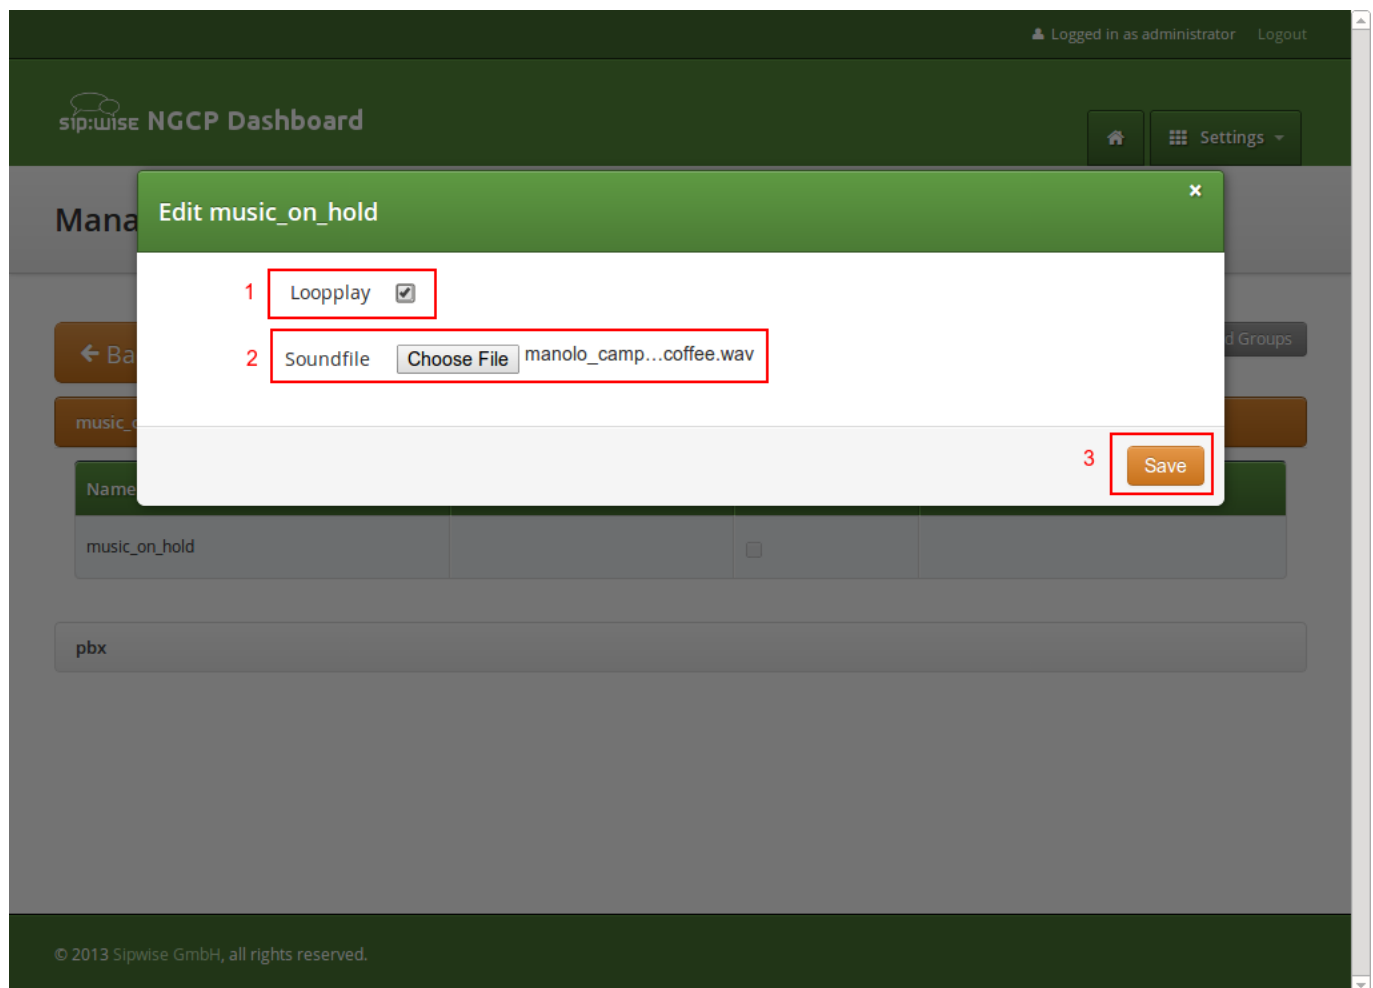 Logged in as administrator Logout
sip:wise NGCP Dashboard
Settings
Mana
Edit music_on_hold
×
1 Loopplay
d Groups
Ba
2 Soundfile Choose File manolo_camp...coffee.wav
music_
3 Save
Name
music_on_hold
pbx
© 2013 Sipwise GmbH, all rights reserved.